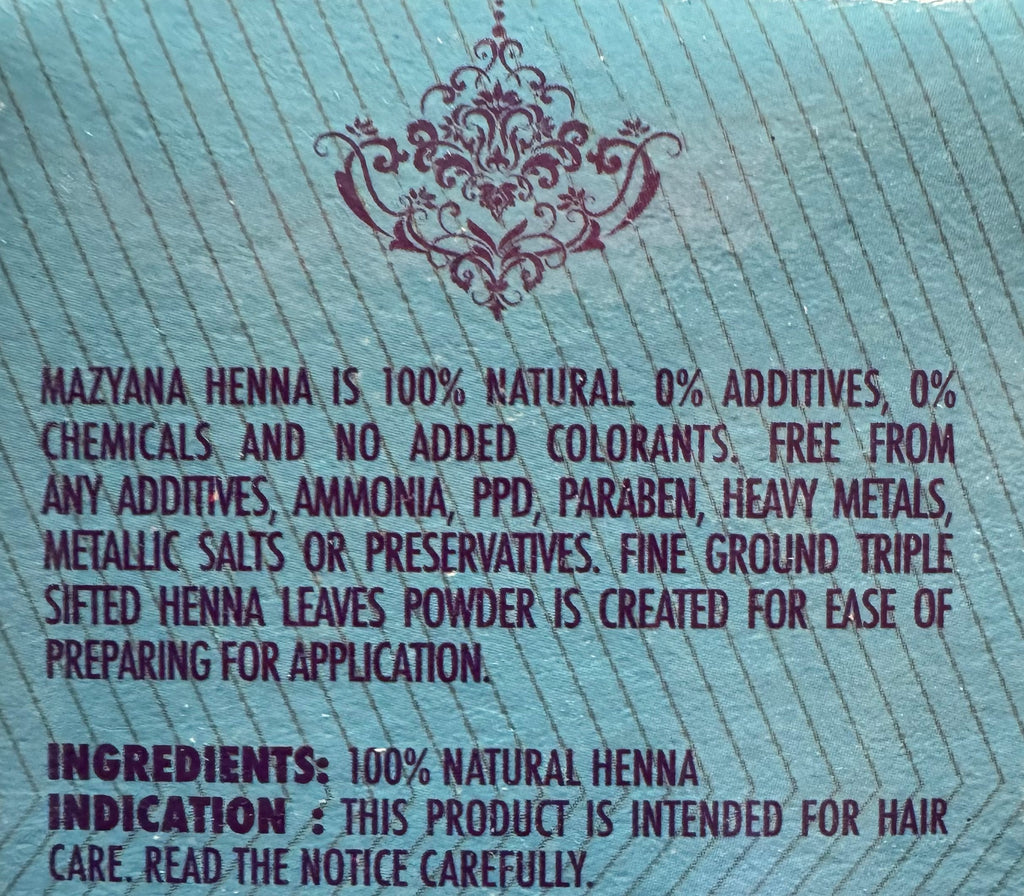 MAZYANA HENNA IS 100% NATURAL. 0% ADDITIVES, 0%
CHEMICALS AND NO ADDED COLORANTS. FREE FROM
ANY ADDITIVES, AMMONIA, PPD, PARABEN, HEAVY METALS,
METALLIC SALTS OR PRESERVATIVES. FINE GROUND TRIPLE
SIFTED HENNA LEAVES POWDER IS CREATED FOR EASE OF
PREPARING FOR APPLICATION.
INGREDIENTS: 100% NATURAL HENNA
INDICATION : THIS PRODUCT IS INTENDED FOR HAIR
CARE. READ THE NOTICE CAREFULLY.